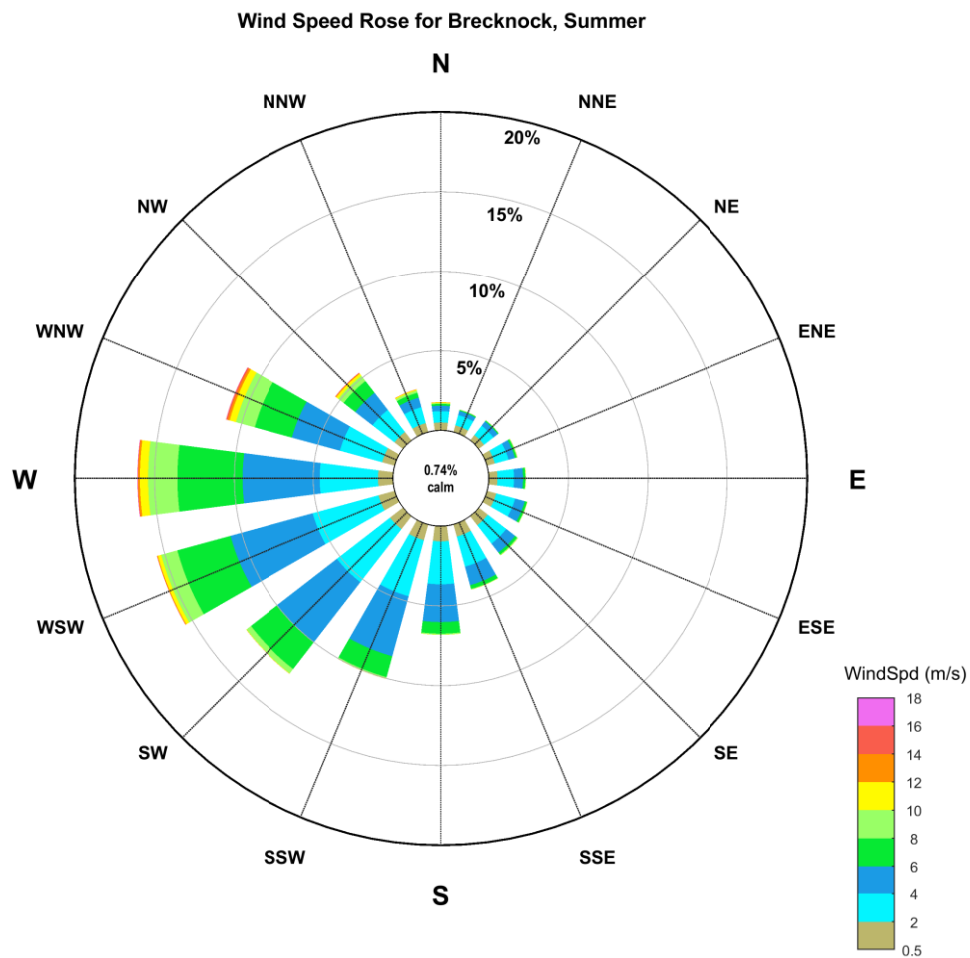 Wind Speed Rose for Brecknock, Summer
N
NNW
NNE
20%
NW
15%
NE
10%
WNW
ENE
5%
W
0.74%
calm
E
WSW
ESE
WindSpd (m/s)
18
16
SW
SE
14
12
10
8
SSW
SSE
6
S
4
2
0.5